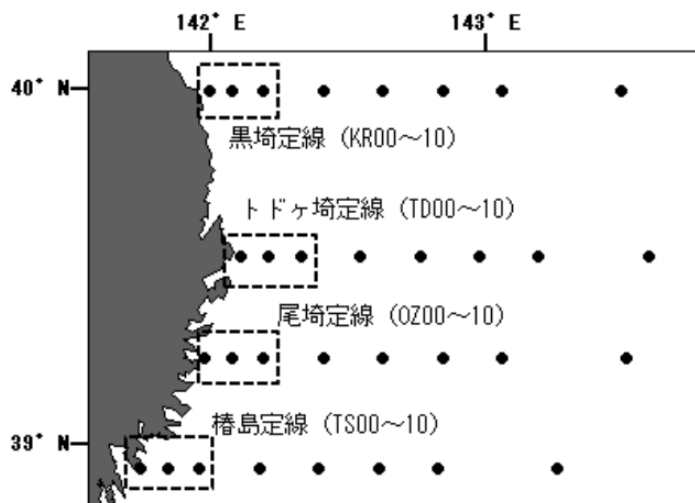 142° E
143° E
40° N
黒埼定線（KR00～10）
トドヶ埼定線（TD00～10）
尾埼定線（OZ00～10）
椿島定線（TS00～10）
39° N